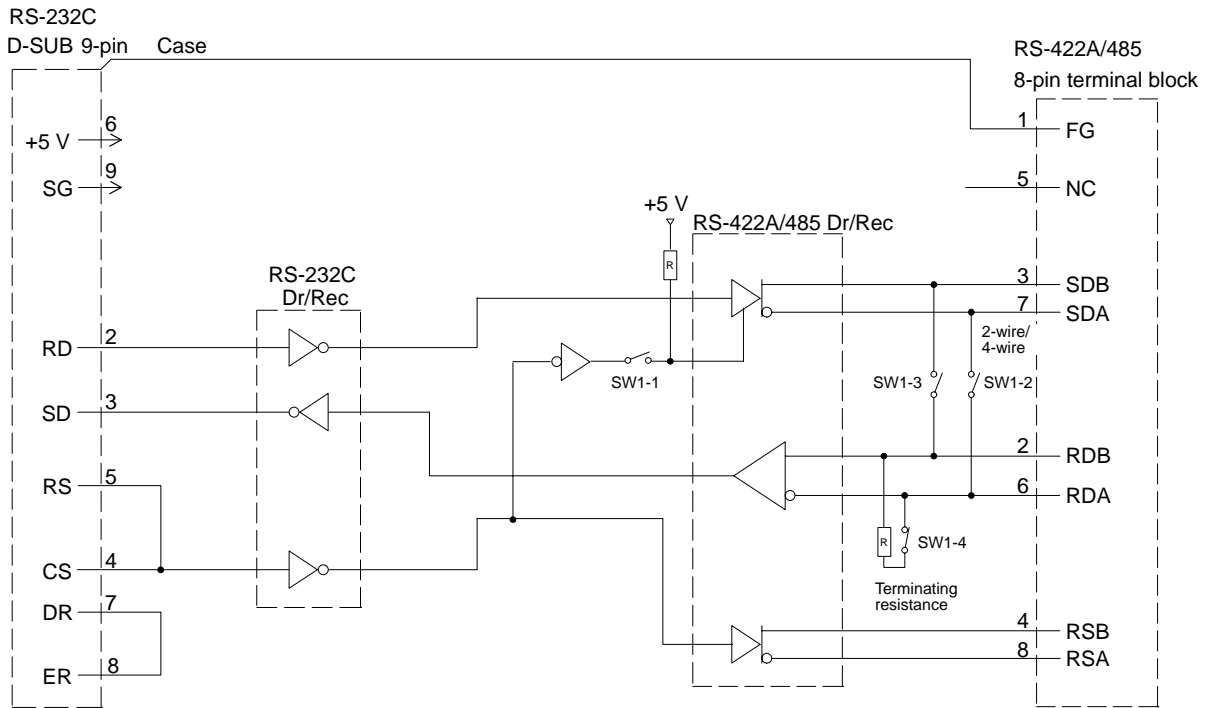 RS-232C
D-SUB 9-pin Case
RS-422A/485
8-pin terminal block
6
+5 V
9
SG
1
FG
5
NC
+5 V
R
RS-422A/485 Dr/Rec
RS-232C
Dr/Rec
3
SDB
7
SDA
2-wire/
4-wire
2
RD
SW1-1
SW1-3
SW1-2
3
SD
2
RDB
6
RDA
5
RS
R
SW1-4
4
CS
Terminating
resistance
7
DR
4
RSB
8
RSA
8
ER